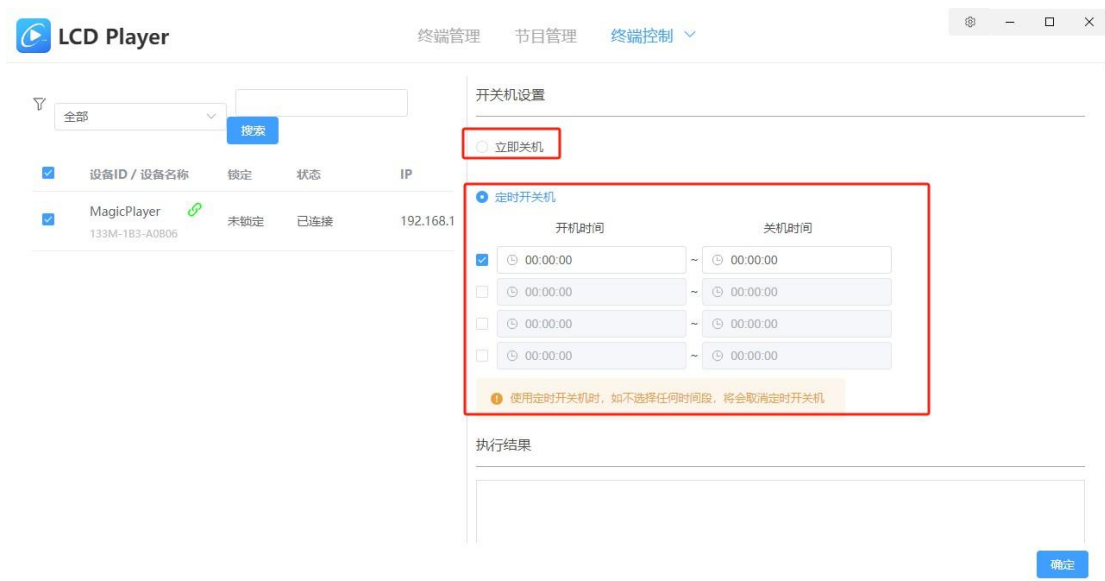 LCD Player
终端管理 节目管理 终端控制
全部
搜索
设备ID / 设备名称 锁定 状态 IP
MagicPlayer 未锁定 已连接 192.168.1
133M-1B3-A0B06
开关机设置
立即关机
定时开关机
开机时间 关机时间
00:00:00 ~ 00:00:00
00:00:00 ~ 00:00:00
00:00:00 ~ 00:00:00
00:00:00 ~ 00:00:00
使用定时开关机时，如不选择任何时间段，将会取消定时开关机
执行结果
确定